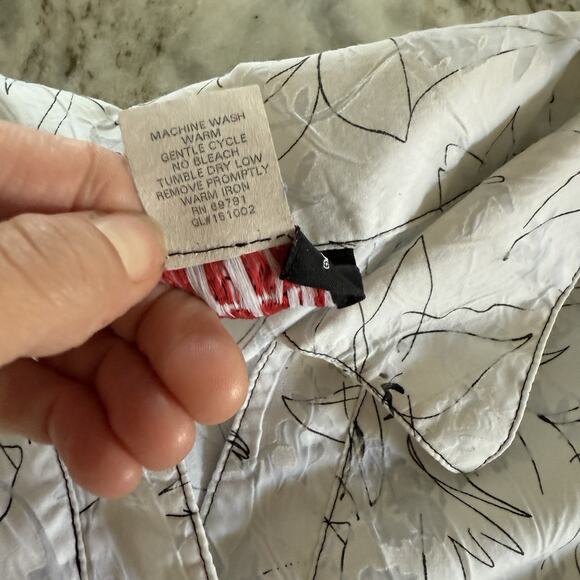 MACHINE WASH
WARM
GENTLE CYCLE
NO BLEACH
TUMBLE DRY LOW
REMOVE PROMPTLY
WARM IRON
RN 69791
GL#151002